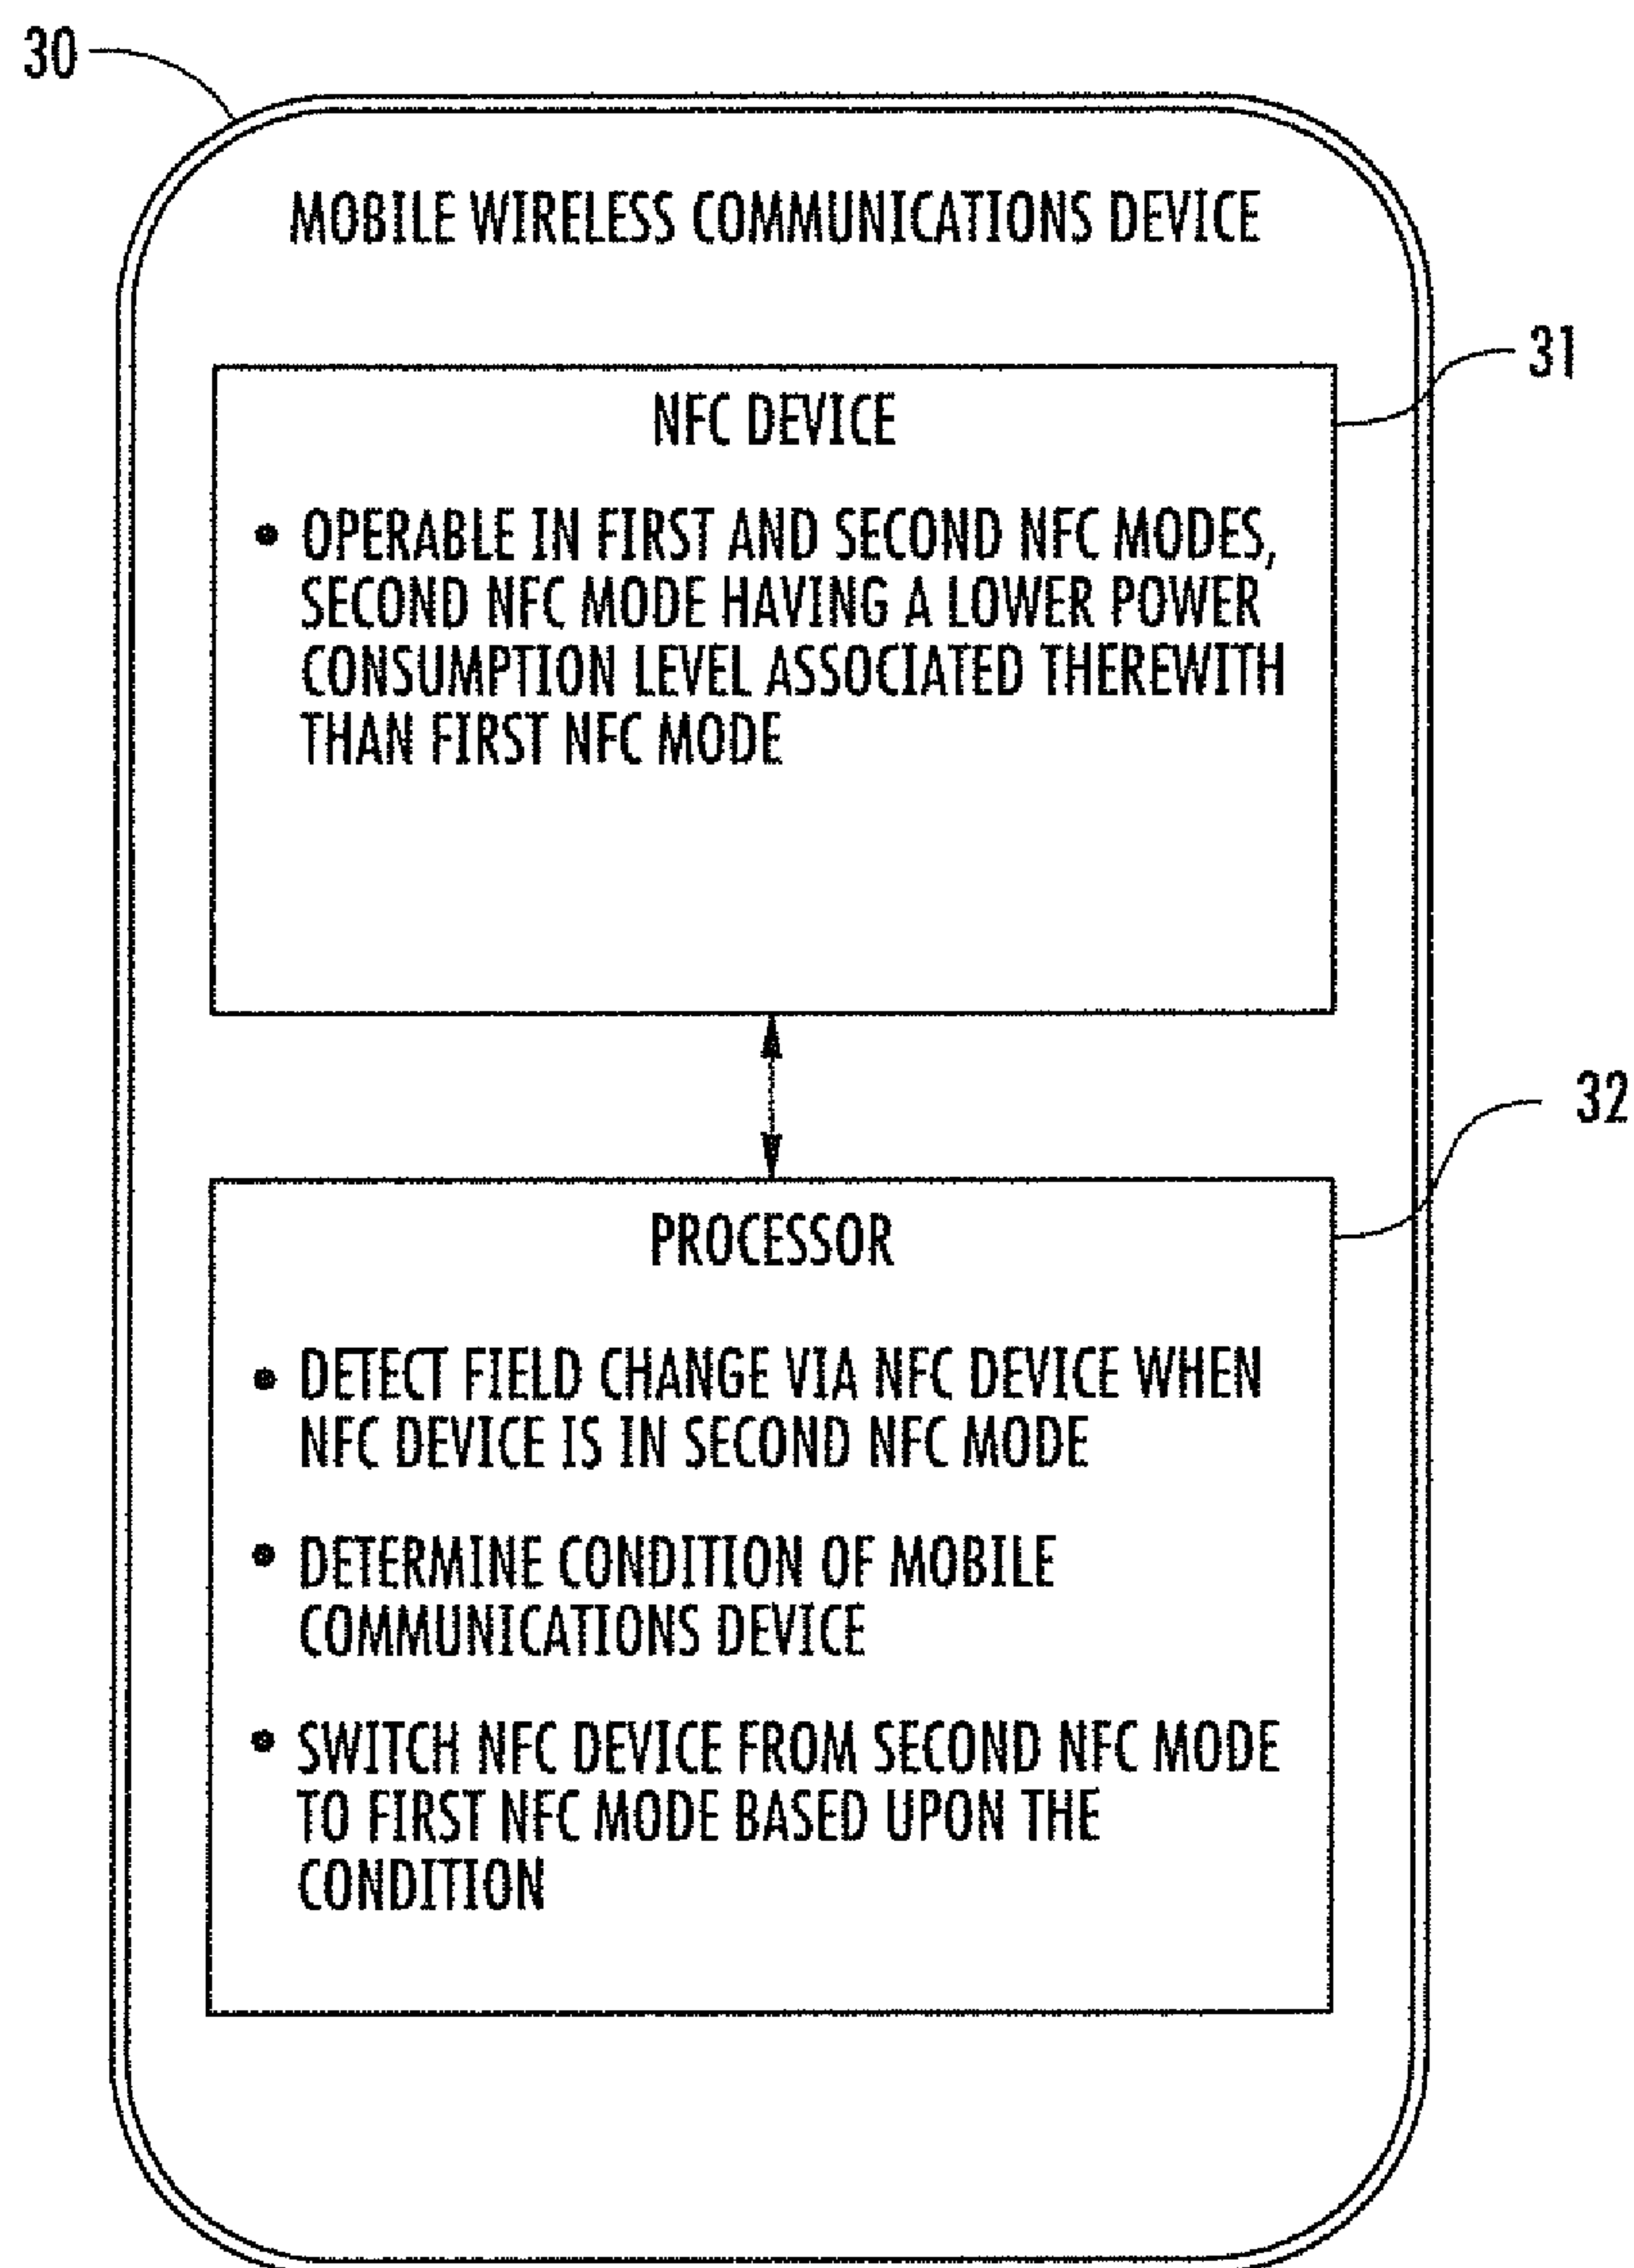 30
MOBILE WIRELESS COMMUNICATIONS DEVICE
31
NFC DEVICE
• OPERABLE IN FIRST AND SECOND NFC MODES,
SECOND NFC MODE HAVING A LOWER POWER
CONSUMPTION LEVEL ASSOCIATED THEREWITH
THAN FIRST NFC MODE
32
PROCESSOR
• DETECT FIELD CHANGE VIA NFC DEVICE WHEN
NFC DEVICE IS IN SECOND NFC MODE
• DETERMINE CONDITION OF MOBILE
COMMUNICATIONS DEVICE
• SWITCH NFC DEVICE FROM SECOND NFC MODE
TO FIRST NFC MODE BASED UPON THE
CONDITION